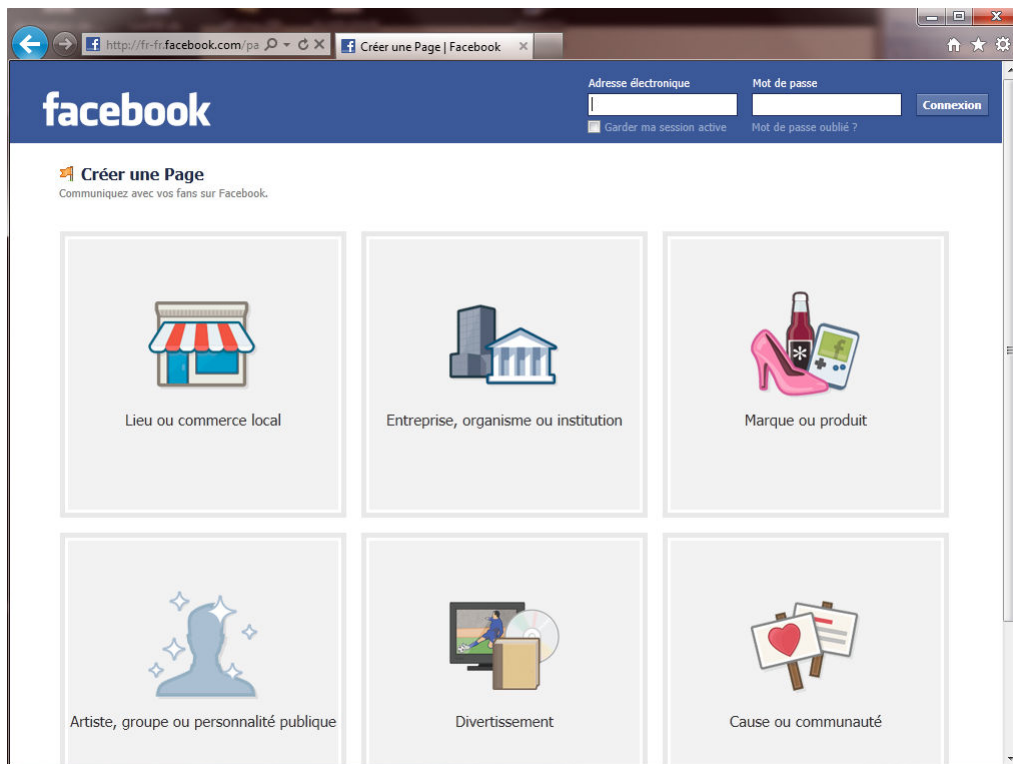 http://fr-fr.facebook.com/pa
Créer une Page | Facebook
facebook
Adresse électronique
Mot de passe
Connexion
Garder ma session active
Mot de passe oublié ?
Créer une Page
Communiquez avec vos fans sur Facebook.
Lieu ou commerce local
Entreprise, organisme ou institution
Marque ou produit
Artiste, groupe ou personnalité publique
Divertissement
Cause ou communauté